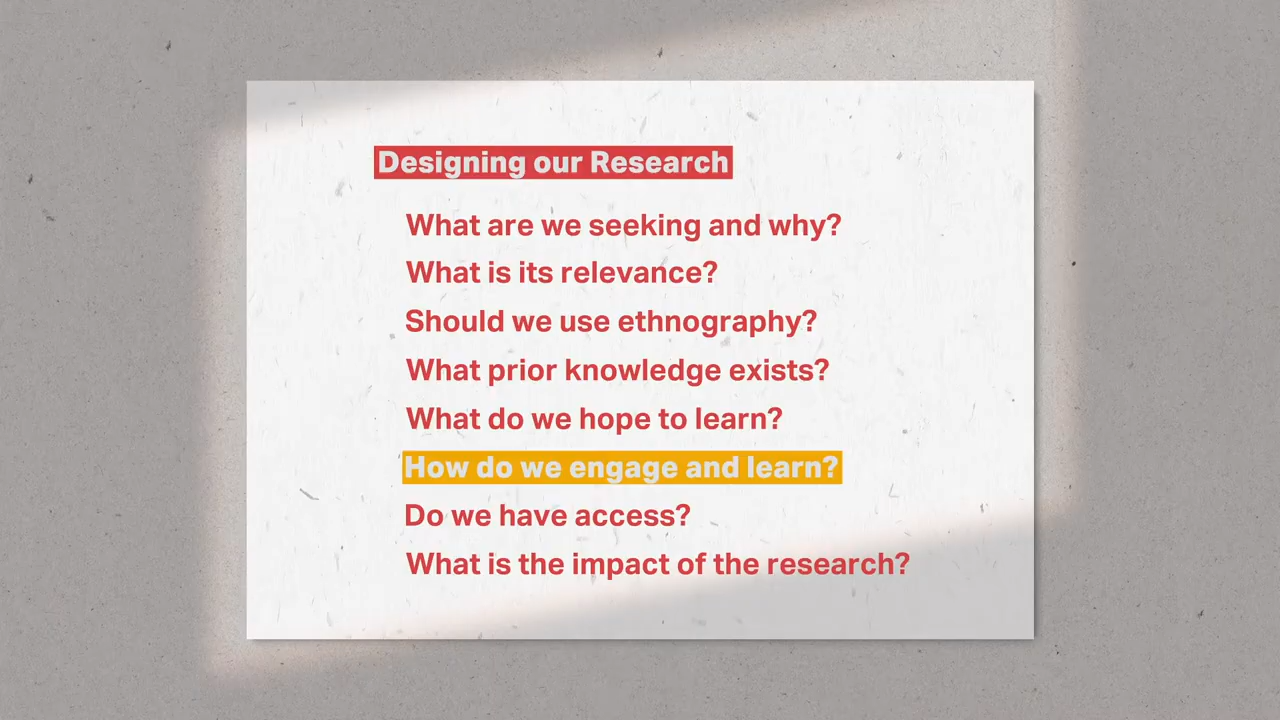 Designing our Research
What are we seeking and why?
What is its relevance?
Should we use ethnography?
What prior knowledge exists?
What do we hope to learn?
How do we engage and learn?
Do we have access?
What is the impact of the research?